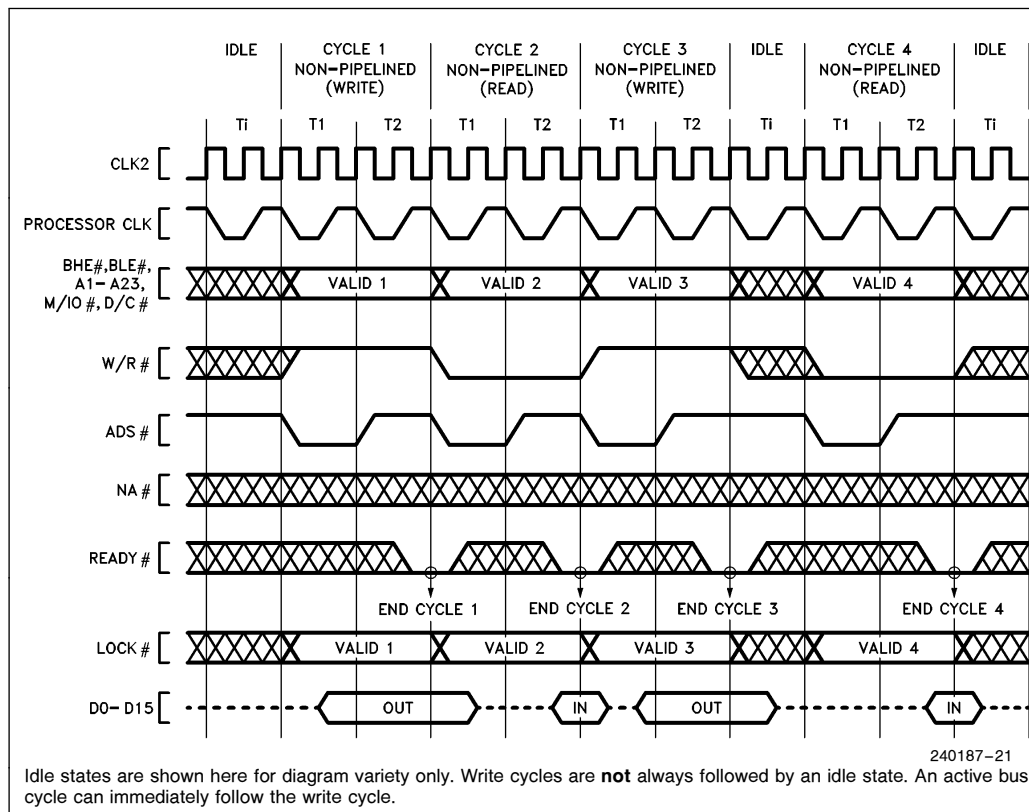 IDLE CYCLE 1 CYCLE 2 CYCLE 3 IDLE CYCLE 4 IDLE
NON-PIPELINED NON-PIPELINED NON-PIPELINED NON-PIPELINED
(WRITE) (READ) (WRITE) (READ)
Ti T1 T2 T1 T2 T1 T2 Ti T1 T2 Ti
CLK2
PROCESSOR CLK
BHE#,BLE#,
A1-A23,
M/IO#,D/C#
VALID 1 VALID 2 VALID 3 VALID 4
W/R#
ADS#
NA#
READY#
END CYCLE 1 END CYCLE 2 END CYCLE 3 END CYCLE 4
LOCK# VALID 1 VALID 2 VALID 3 VALID 4
D0-D15 OUT IN OUT IN
240187-21
Idle states are shown here for diagram variety only. Write cycles are not always followed by an idle state. An active bus
cycle can immediately follow the write cycle.